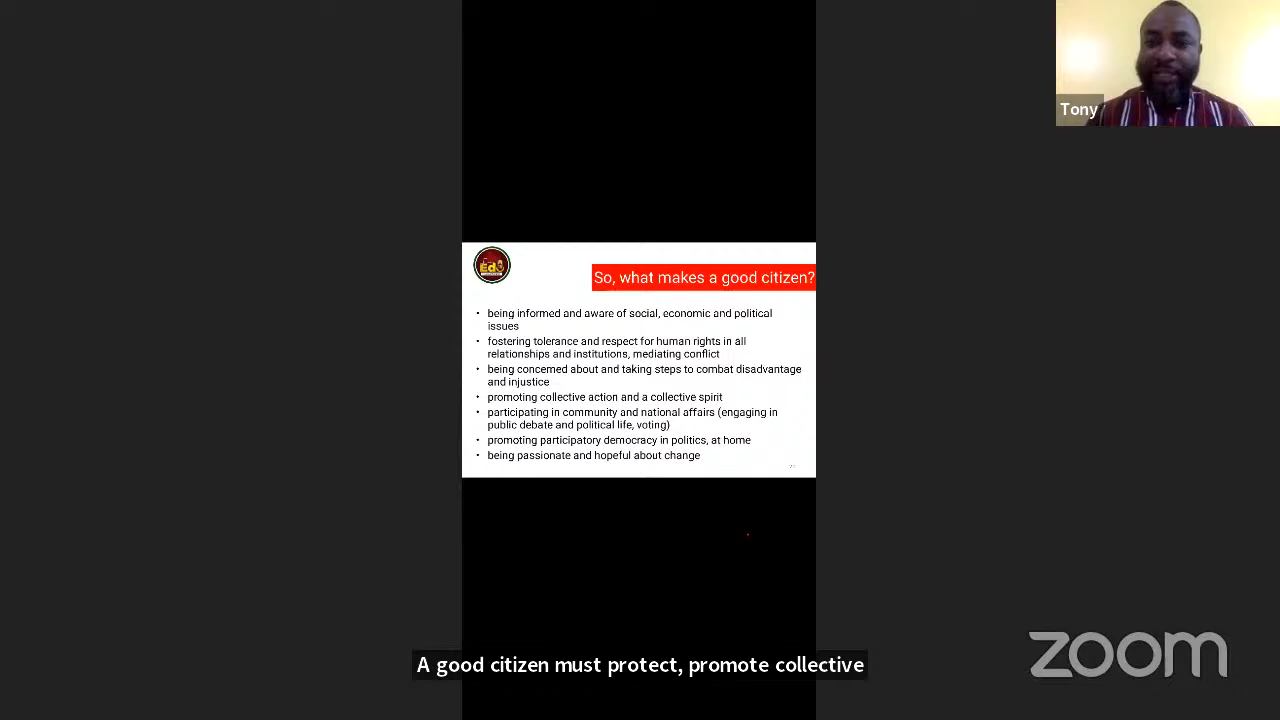 Tony
Edo
So, what makes a good citizen?
• being informed and aware of social, economic and political
issues
• fostering tolerance and respect for human rights in all
relationships and institutions, mediating conflict
• being concerned about and taking steps to combat disadvantage
and injustice
• promoting collective action and a collective spirit
• participating in community and national affairs (engaging in
public debate and political life, voting)
• promoting participatory democracy in politics, at home
• being passionate and hopeful about change
A good citizen must protect, promote collective
zoom